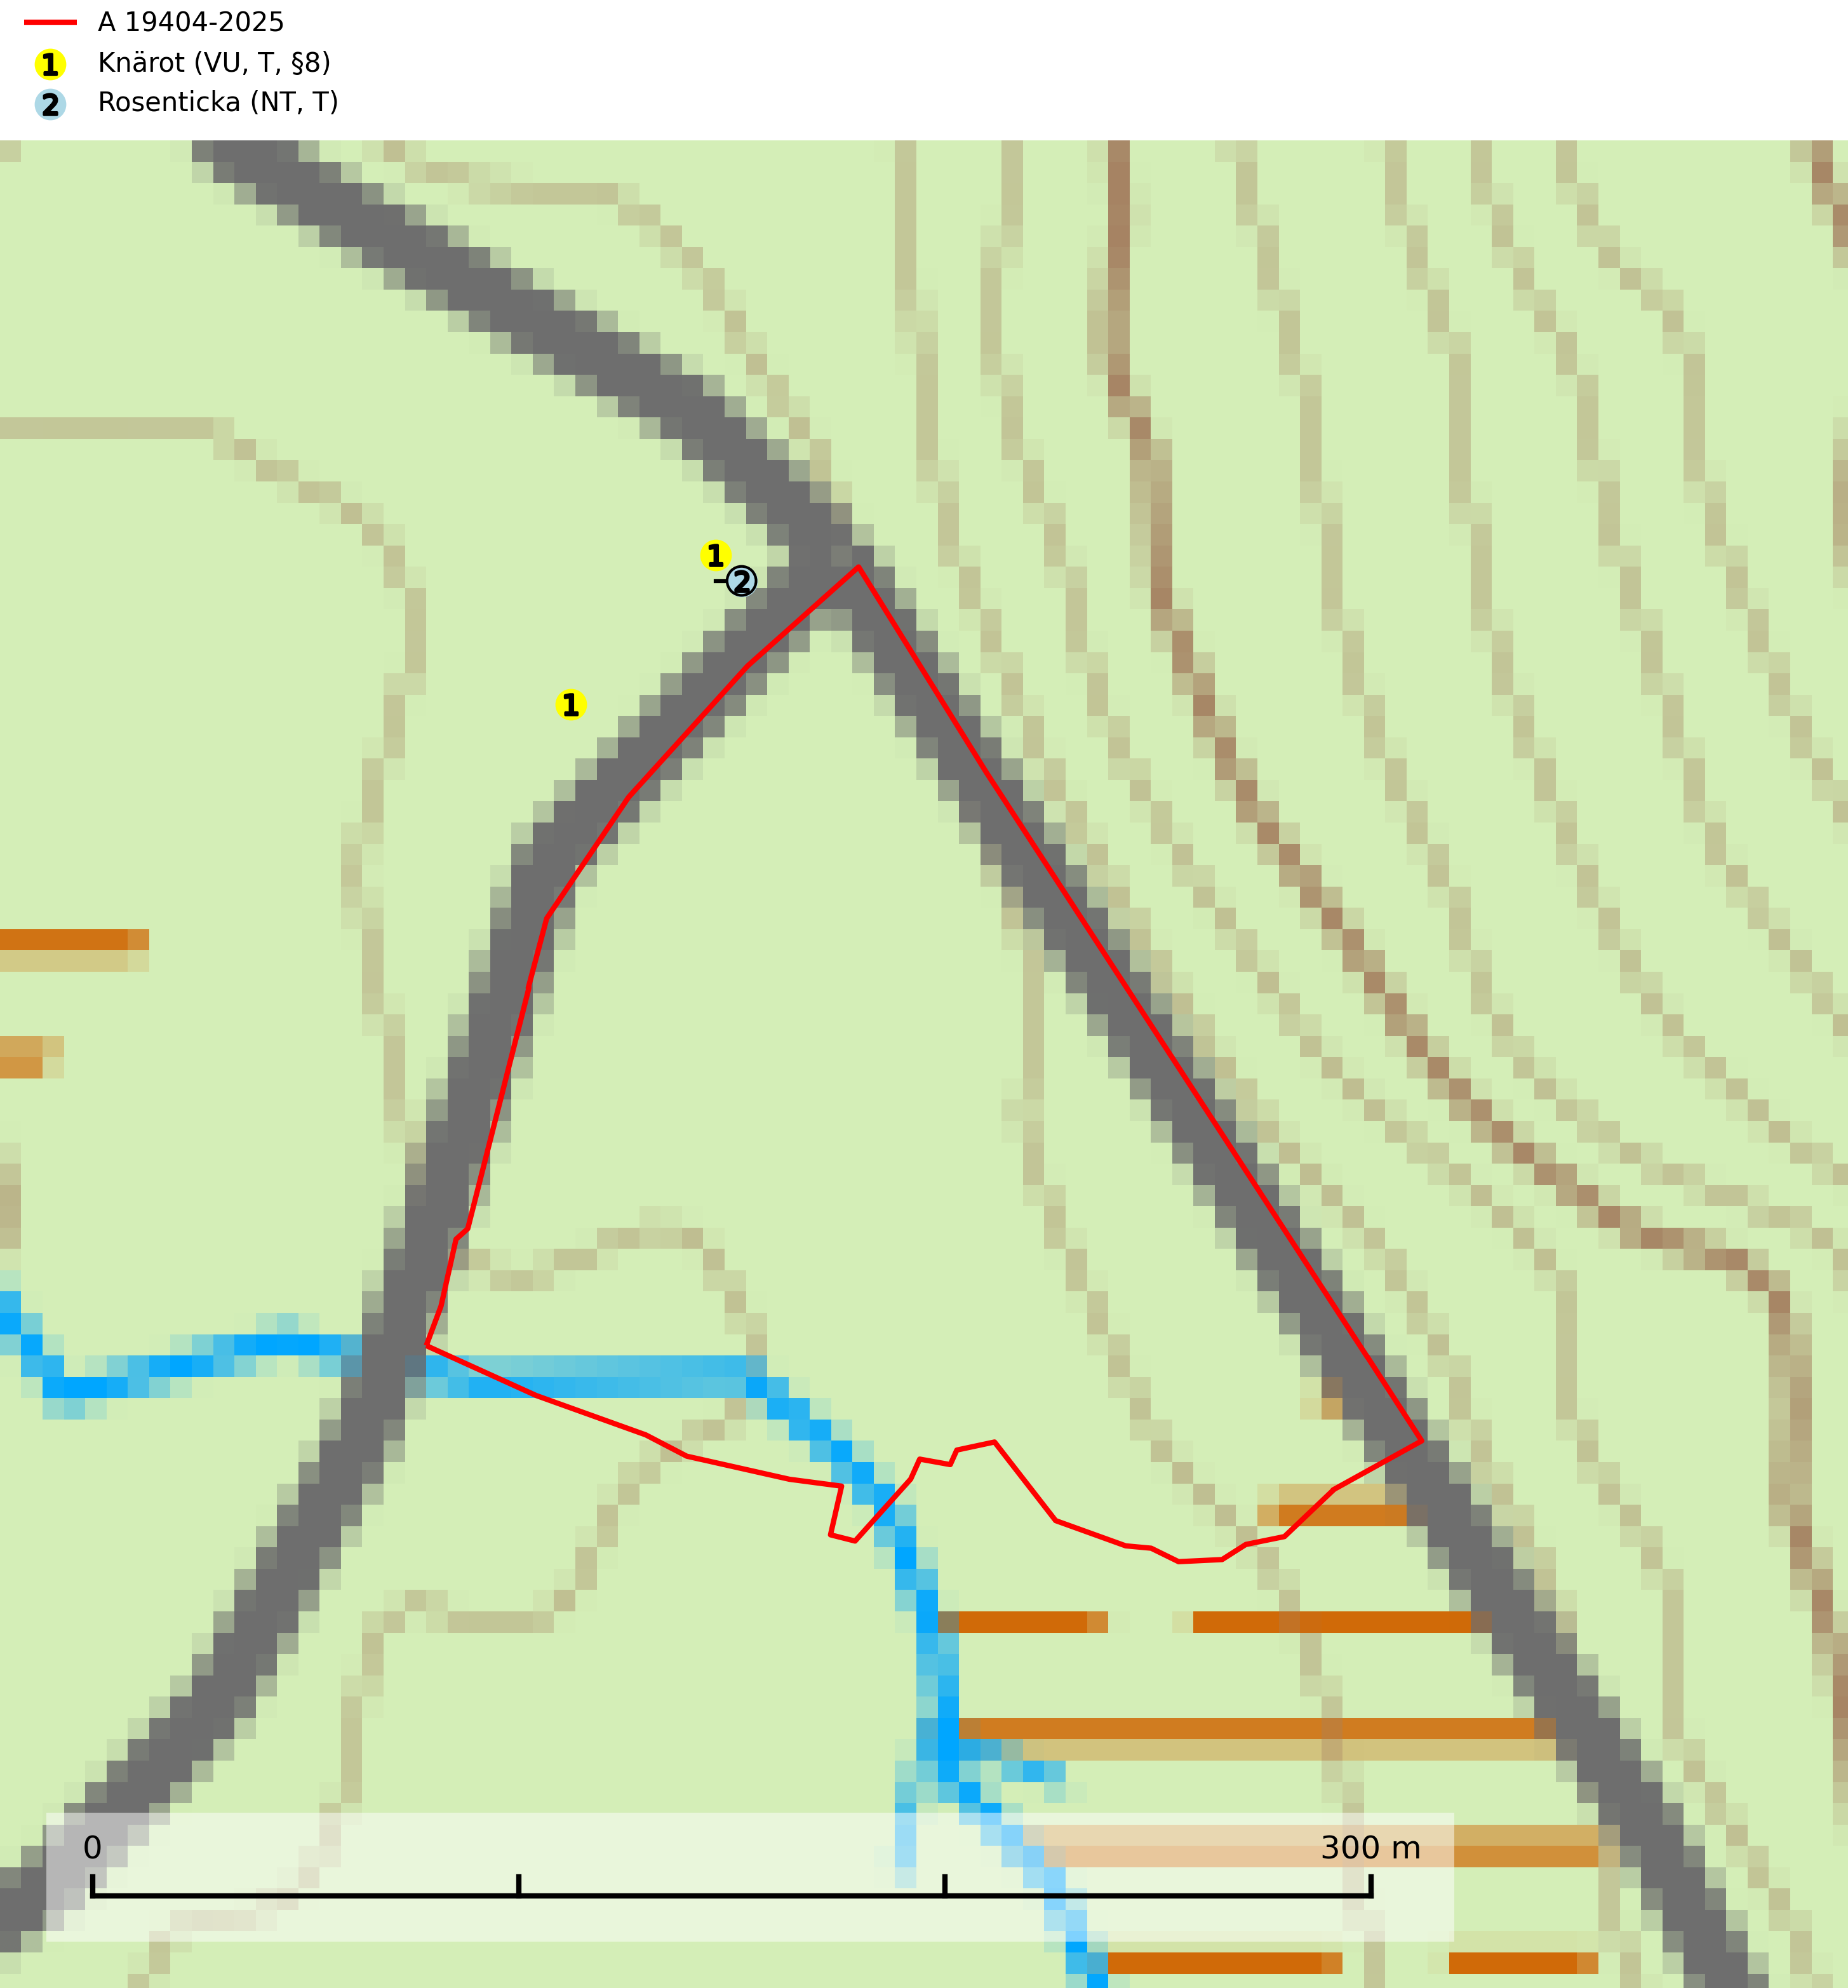 A 19404-2025
1 Knärot (VU, T, §8)
2 Rosenticka (NT, T)
1
2
1
0 300 m